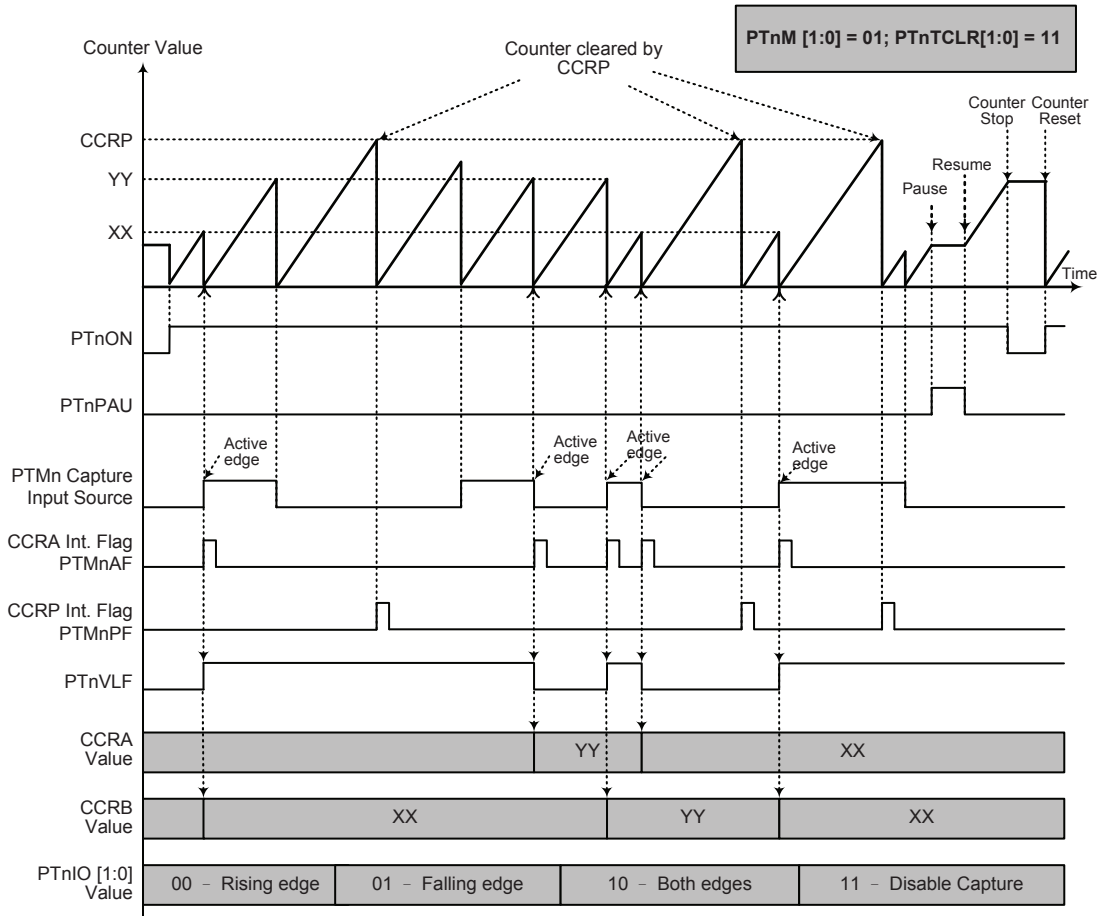 PTnM [1:0] = 01; PTnTCLR[1:0] = 11
Counter Value
Counter cleared by
CCRP
Counter
Stop
Counter
Reset
CCRP
YY
XX
Pause
Resume
Time
PTnON
PTnPAU
Active
edge
Active
edge
Active
edge
Active
edge
PTMn Capture
Input Source
CCRA Int. Flag
PTMnAF
CCRP Int. Flag
PTMnPF
PTnVLF
CCRA
Value
YY
XX
CCRB
Value
XX
YY
XX
PTnIO [1:0]
Value
00 – Rising edge
01 – Falling edge
10 – Both edges
11 – Disable Capture